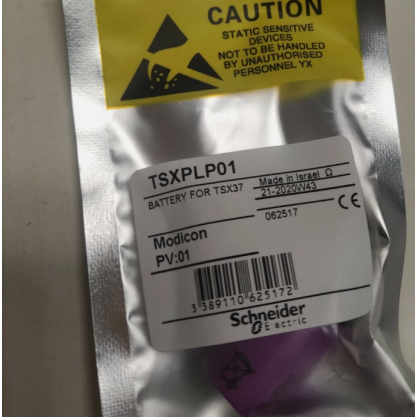 CAUTION
STATIC SENSITIVE
DEVICES
NOT TO BE HANDLED
BY UNAUTHORISED
PERSONNEL YX
TSXPLP01
BATTERY FOR TSX37
Made in Israel Ω
21-2020W43
062517
CE
Modicon
PV:01
3 389110 625172
Schneider
Electric